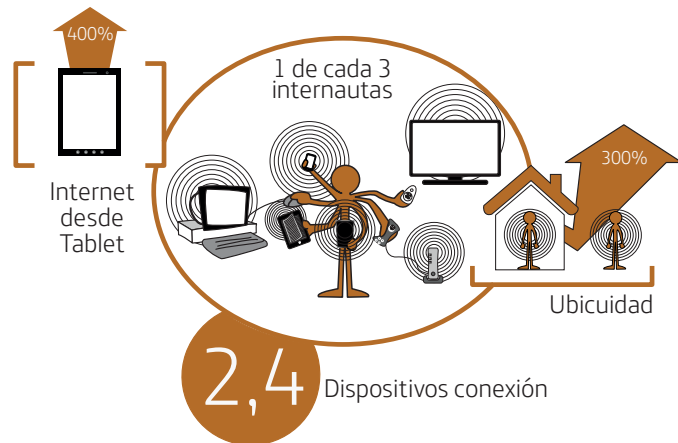 400%
1 de cada 3
internautas
300%
Internet
desde
Tablet
Ubicuidad
2,4
Dispositivos conexión